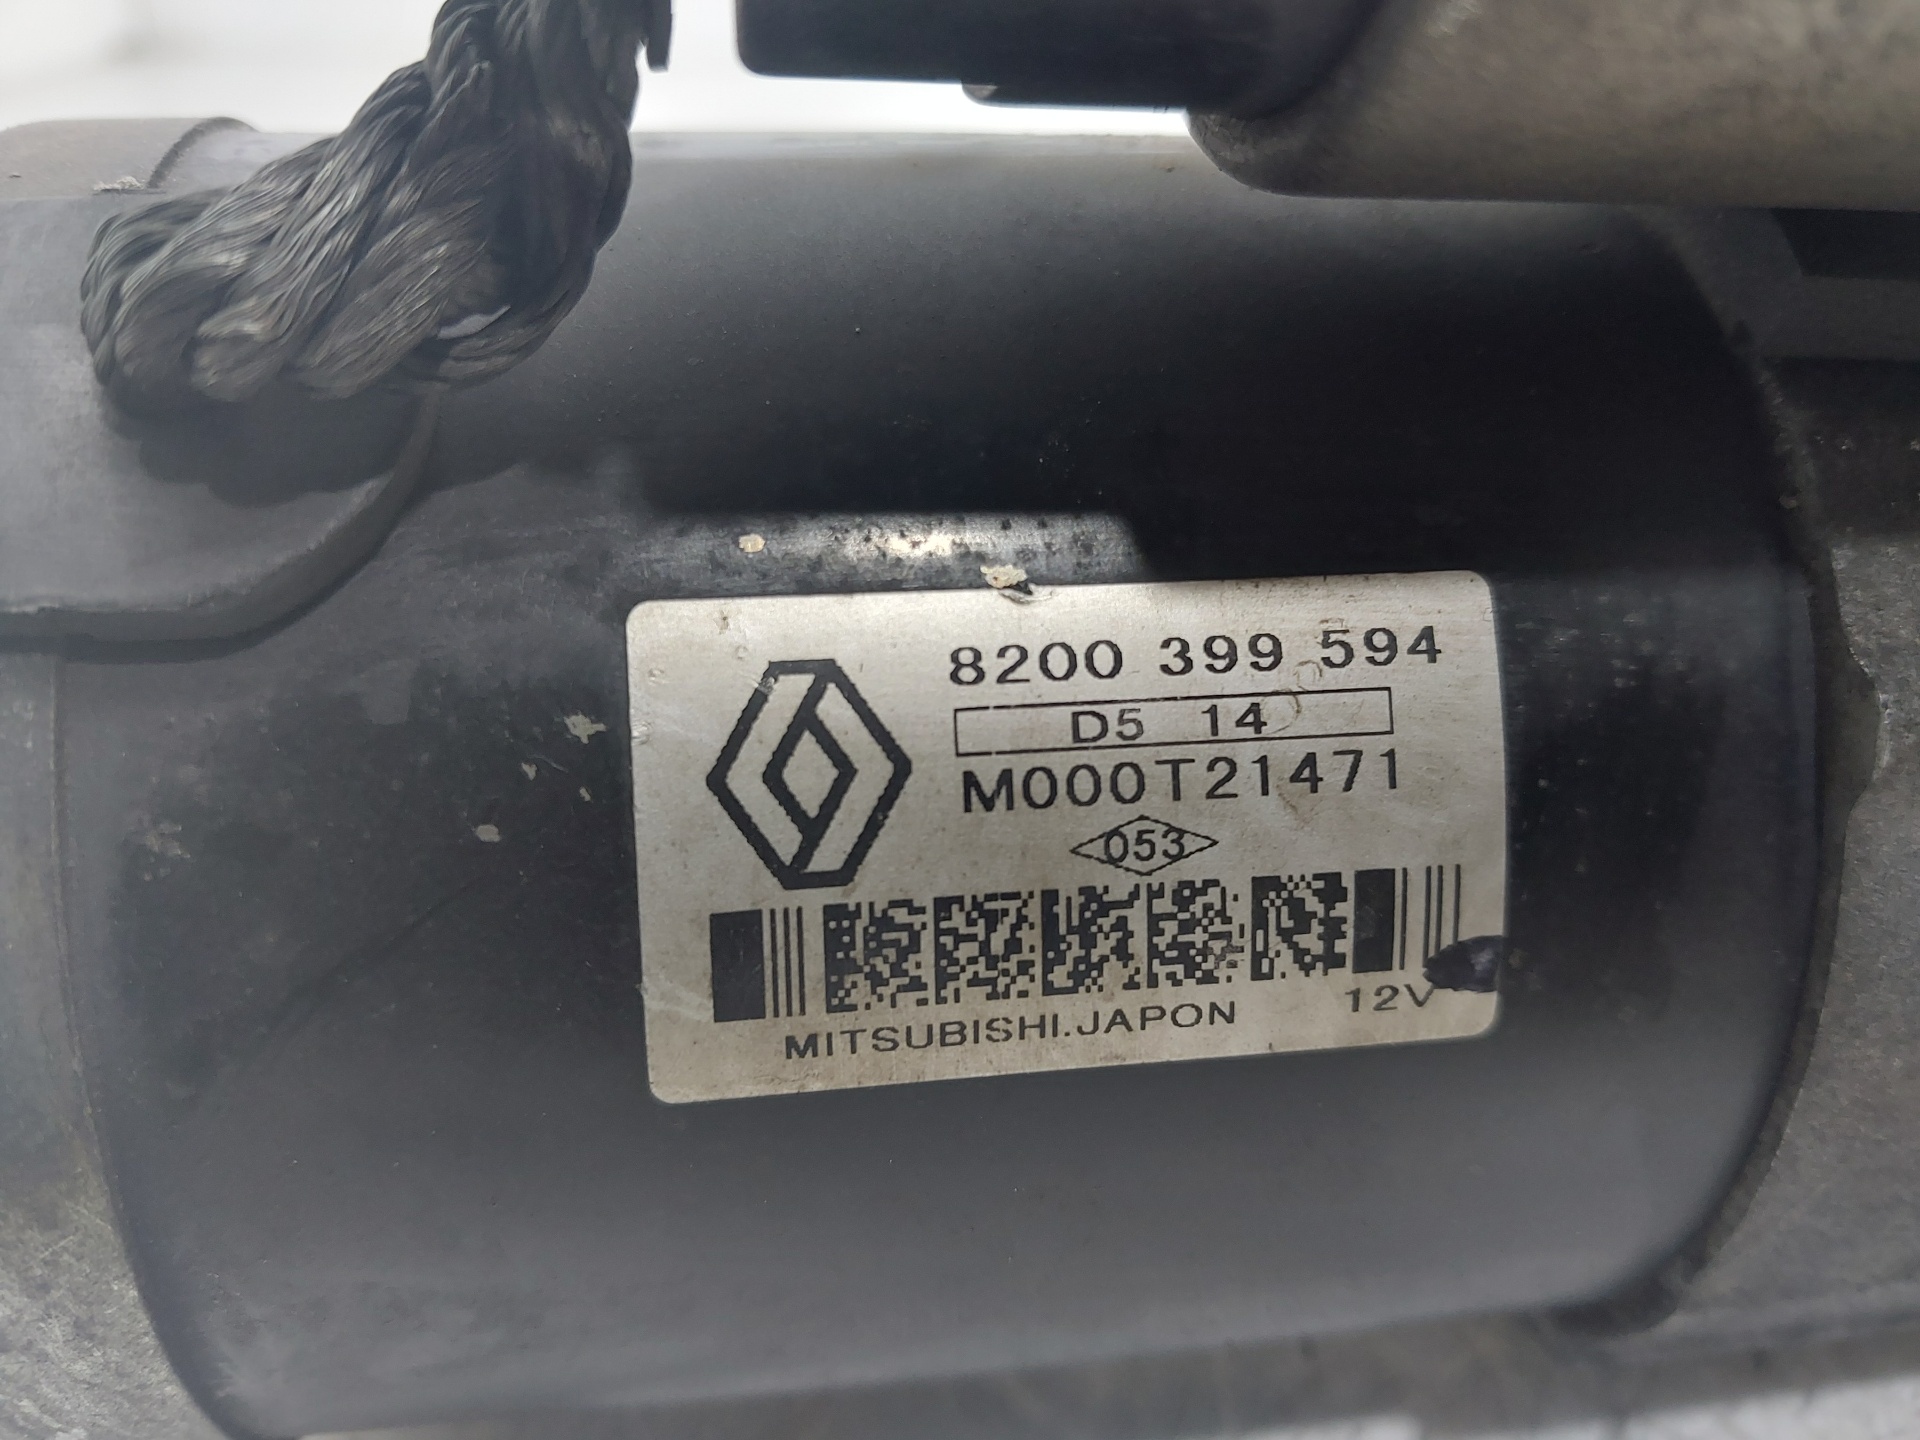 8200 399 594
D5 14
M000T21471
053
12V
MITSUBISHI.JAPON